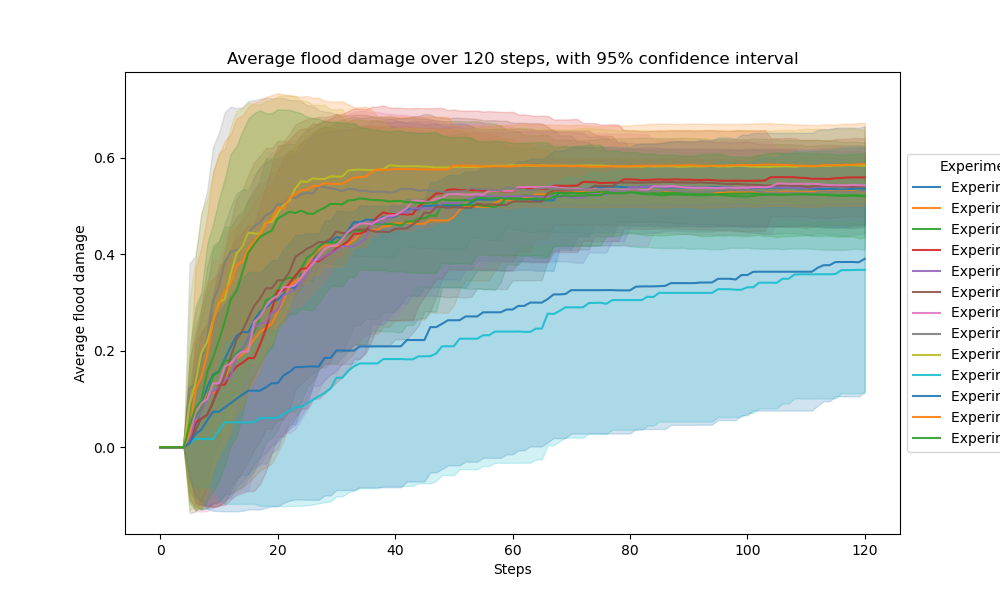 Average flood damage over 120 steps, with 95% confidence interval
Average flood damage
0.6
0.4
0.2
0.0
0
20
40
60
80
100
120
Steps
Experime
Experim
Experim
Experim
Experim
Experim
Experim
Experim
Experim
Experim
Experim
Experim
Experim
Experim